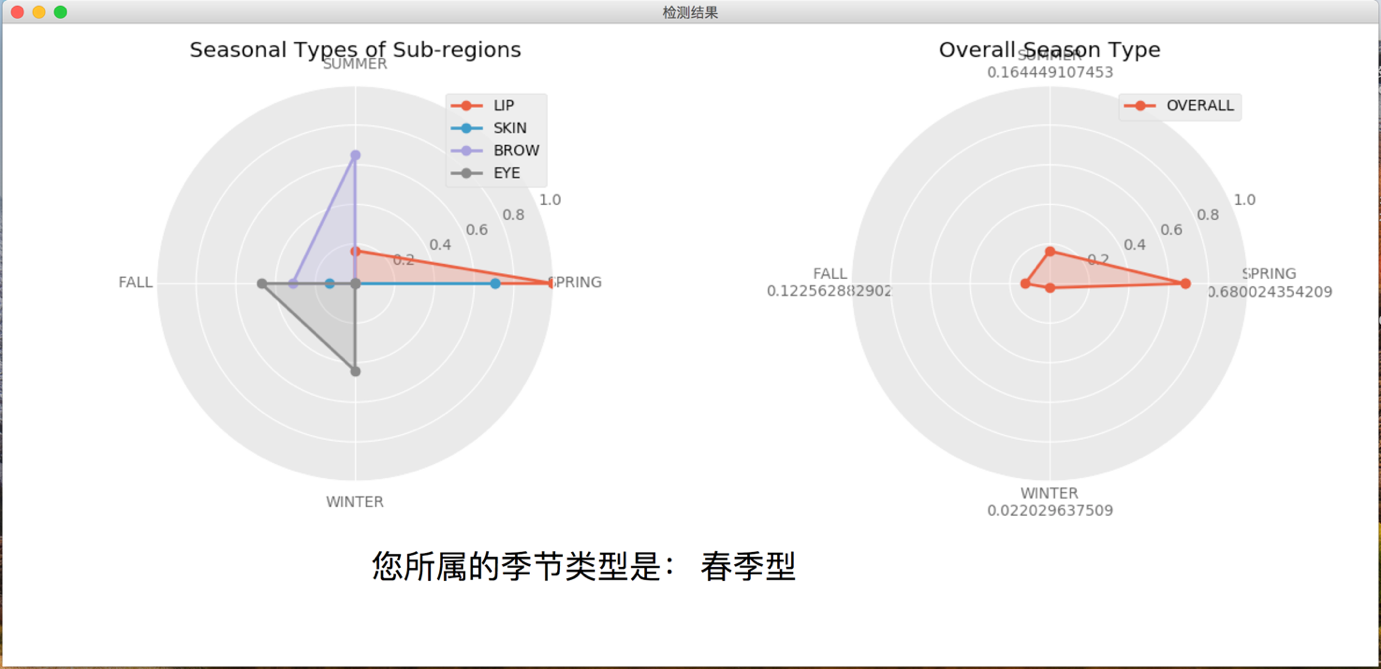 检测结果
Seasonal Types of Sub-regions
SUMMER
LIP
SKIN
BROW
EYE
1.0
0.8
0.6
0.4
0.2
FALL
SPRING
WINTER
Overall Season Type
SUMMER
0.164449107453
OVERALL
1.0
0.8
0.6
0.4
0.2
FALL
0.122562882902
SPRING
0.680024354209
WINTER
0.022029637509
您所属的季节类型是： 春季型